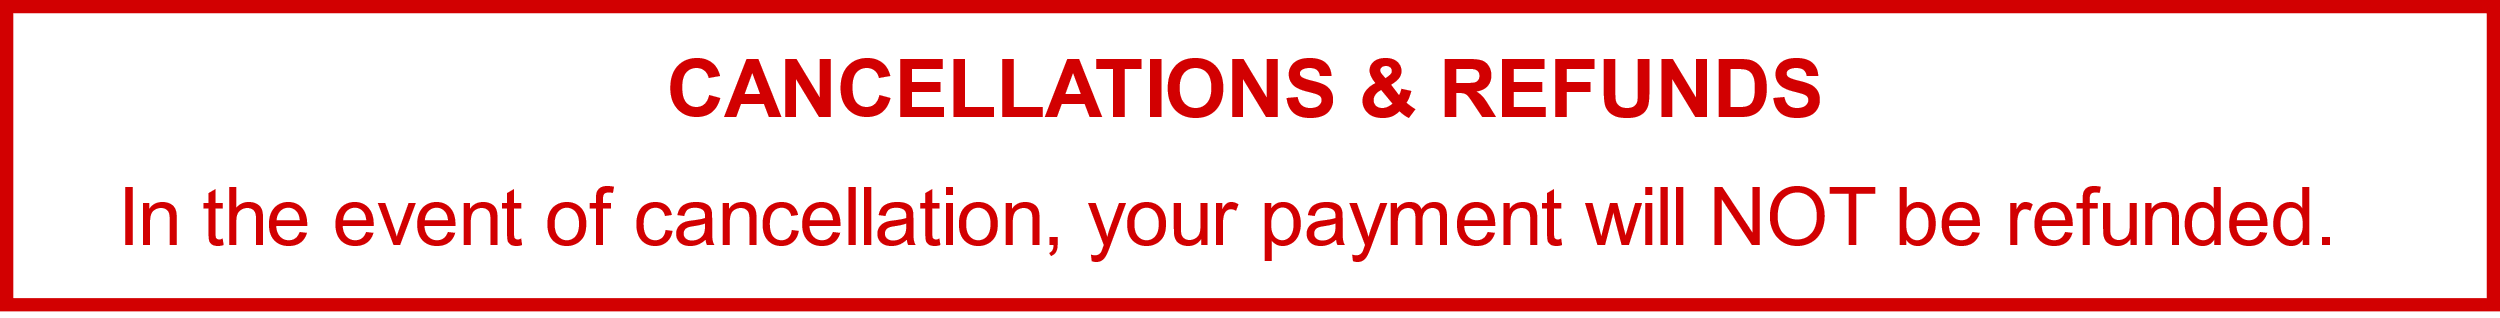 CANCELLATIONS & REFUNDS
In the event of cancellation, your payment will NOT be refunded.